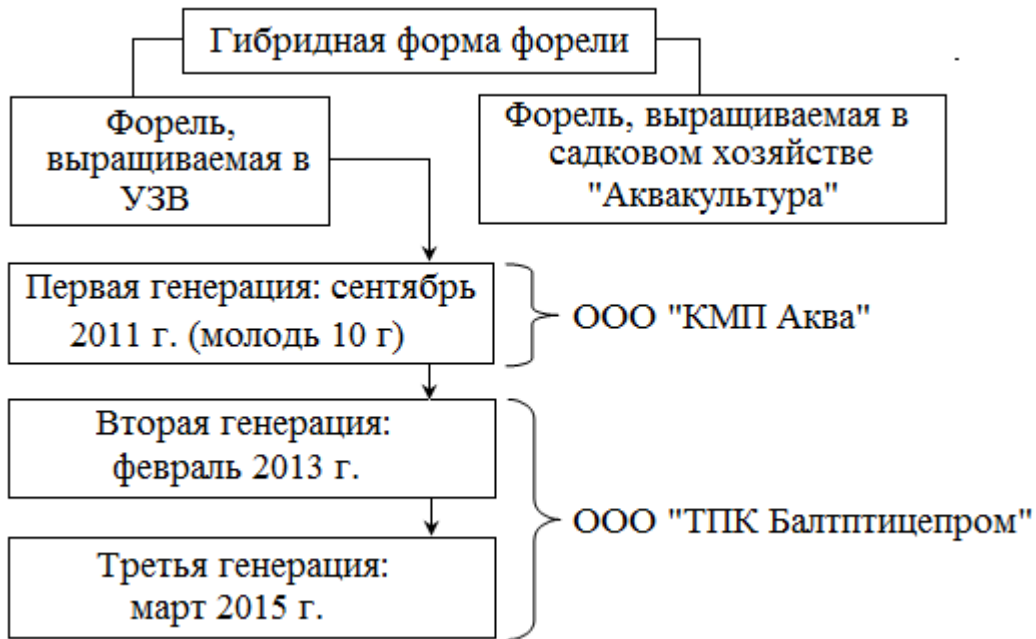 Гибридная форма форели
Форель,
выращиваемая в
УЗВ
Форель, выращиваемая в
садковом хозяйстве
"Аквакультура"
Первая генерация: сентябрь
2011 г. (молодь 10 г)
ООО "КМП Аква"
Вторая генерация:
февраль 2013 г.
ООО "ТПК Балтптицепром"
Третья генерация:
март 2015 г.